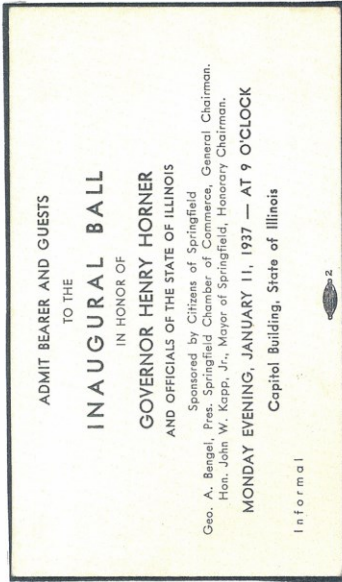 ADMIT BEARER AND GUESTS
TO THE
INAUGURAL BALL
IN HONOR OF
GOVERNOR HENRY HORNER
AND OFFICIALS OF THE STATE OF ILLINOIS
Sponsored by Citizens of Springfield
Geo. A. Bengel, Pres. Springfield Chamber of Commerce, General Chairman.
Hon. John W. Kapp, Jr., Mayor of Springfield, Honorary Chairman.
MONDAY EVENING, JANUARY 11, 1937 — AT 9 O'CLOCK
Capitol Building, State of Illinois
Informal
2